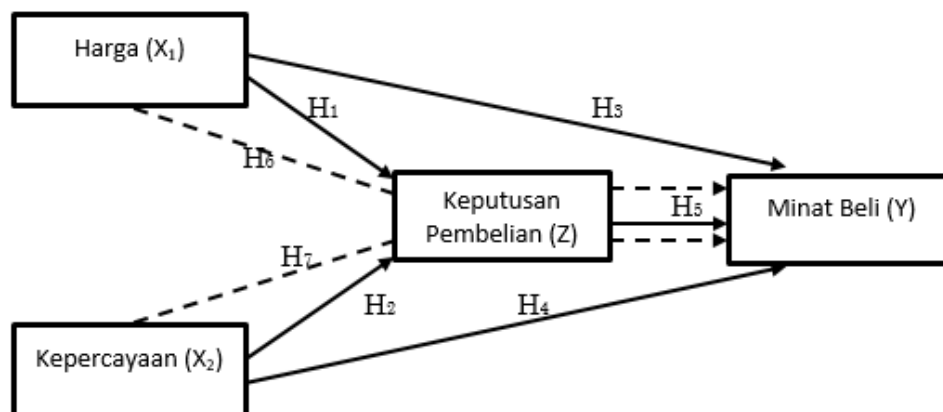 Harga (X₁)
H₁
H₃
H₆
Keputusan
Pembelian (Z)
H₅
Minat Beli (Y)
H₇
H₂
H₄
Kepercayaan (X₂)